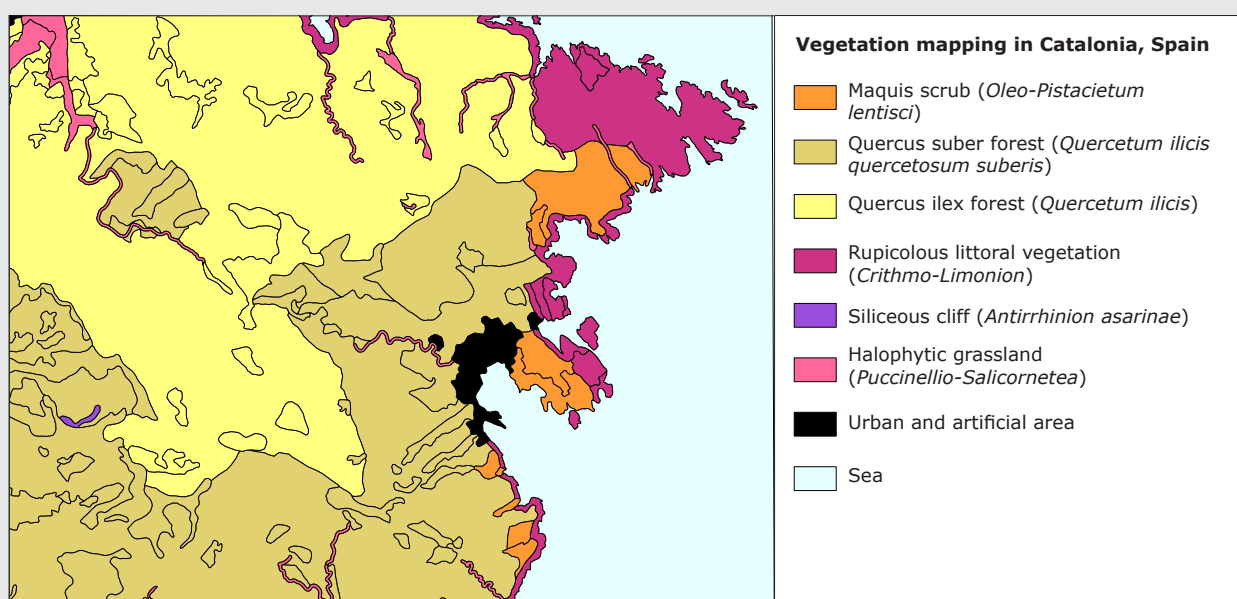 Vegetation mapping in Catalonia, Spain
Maquis scrub (Oleo-Pistacietum
lentisci)
Quercus suber forest (Quercetum ilicis
quercetosum suberis)
Quercus ilex forest (Quercetum ilicis)
Rupicolous littoral vegetation
(Crithmo-Limonion)
Siliceous cliff (Antirrhinion asarinae)
Halophytic grassland
(Puccinellio-Salicornetea)
Urban and artificial area
Sea